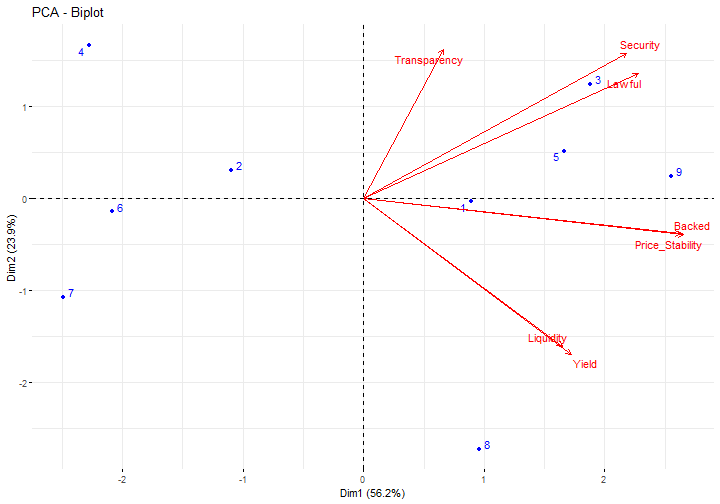 PCA - Biplot
4
Transparency
Security
3
Lawful
1
5
2
9
0
1
6
Backed
Price_Stability
Dim2 (23.9%)
7
-1
Liquidity
Yield
-2
8
-2
-1
0
1
2
Dim1 (56.2%)